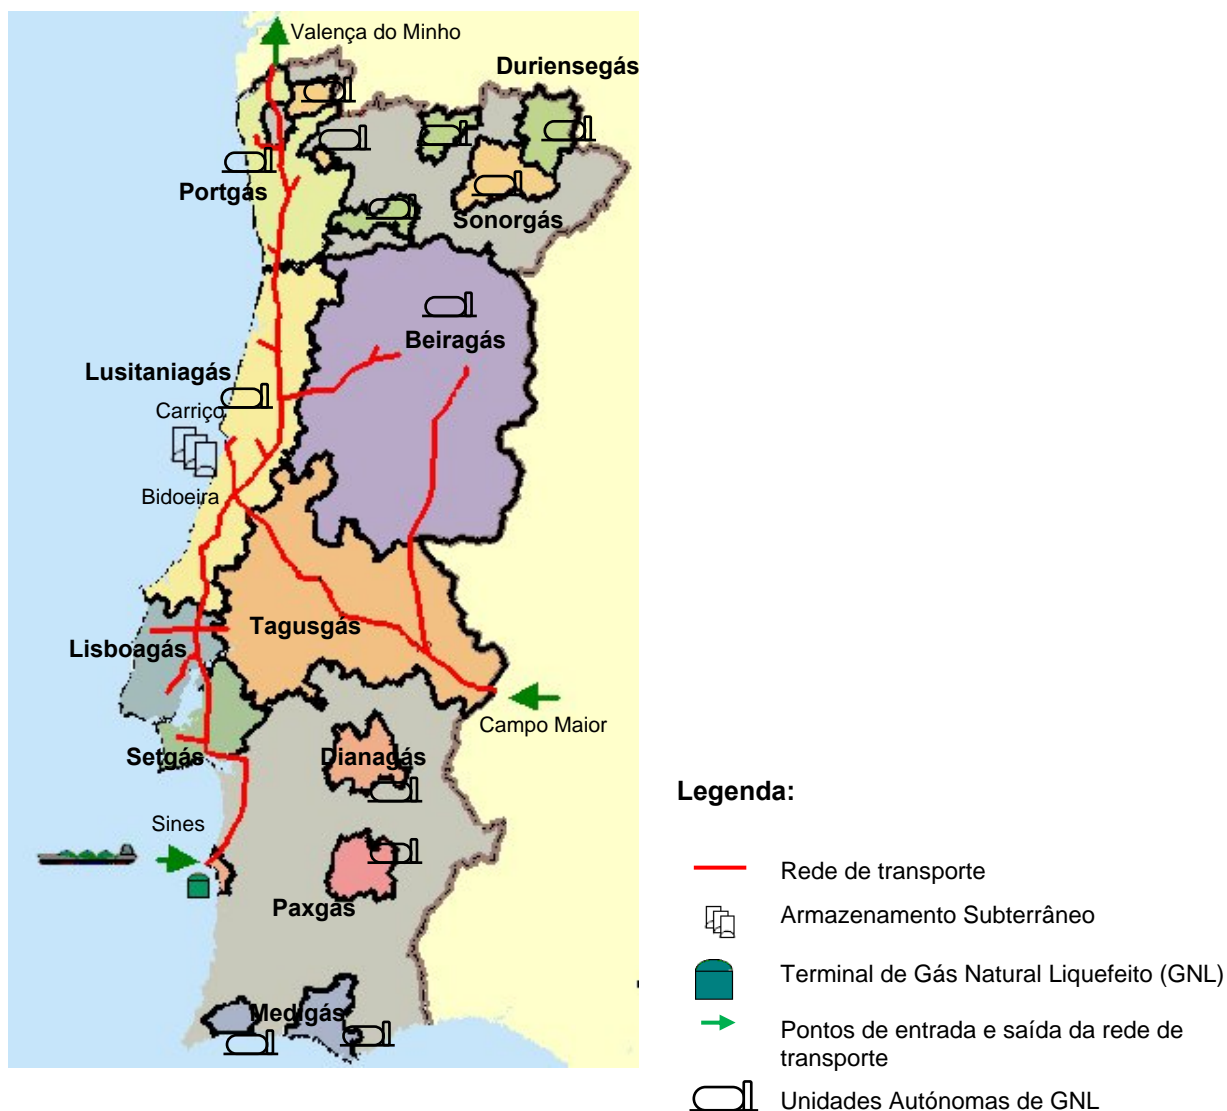 Valença do Minho
Duriensegás
Portgás
Sonorgás
Beiragás
Lusitaniagás
Carriço
Bidoeira
Tagusgás
Lisboagás
Campo Maior
Setgás
Dianagás
Sines
Paxgás
Medigás
Legenda:
Rede de transporte
Armazenamento Subterrâneo
Terminal de Gás Natural Liquefeito (GNL)
Pontos de entrada e saída da rede de
transporte
Unidades Autónomas de GNL